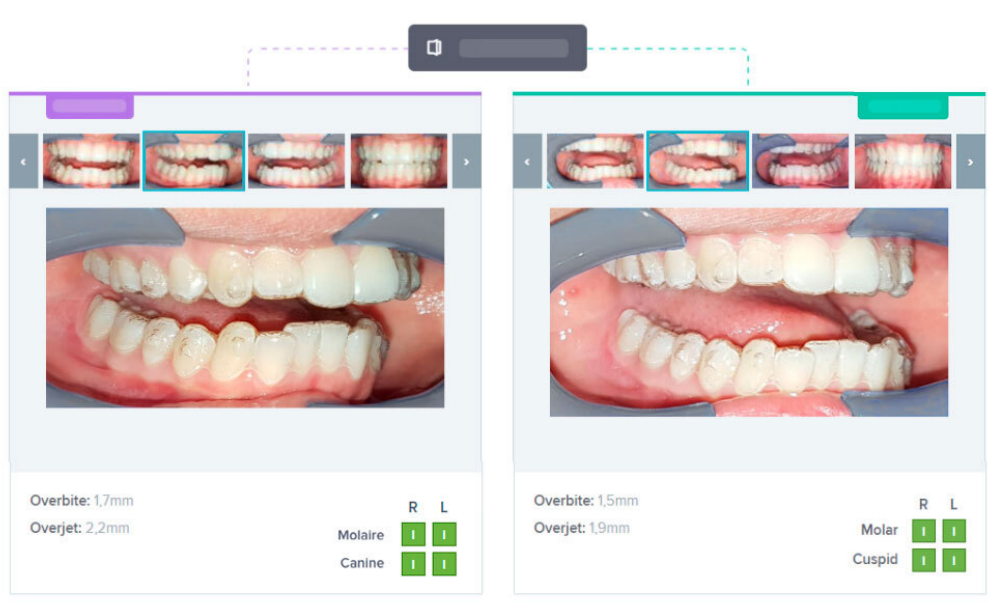 Overbite: 1,7mm
Overjet: 2,2mm
R L
Molaire I I
Canine I I
Overbite: 1,5mm
Overjet: 1,9mm
R L
Molar I I
Cuspid I I